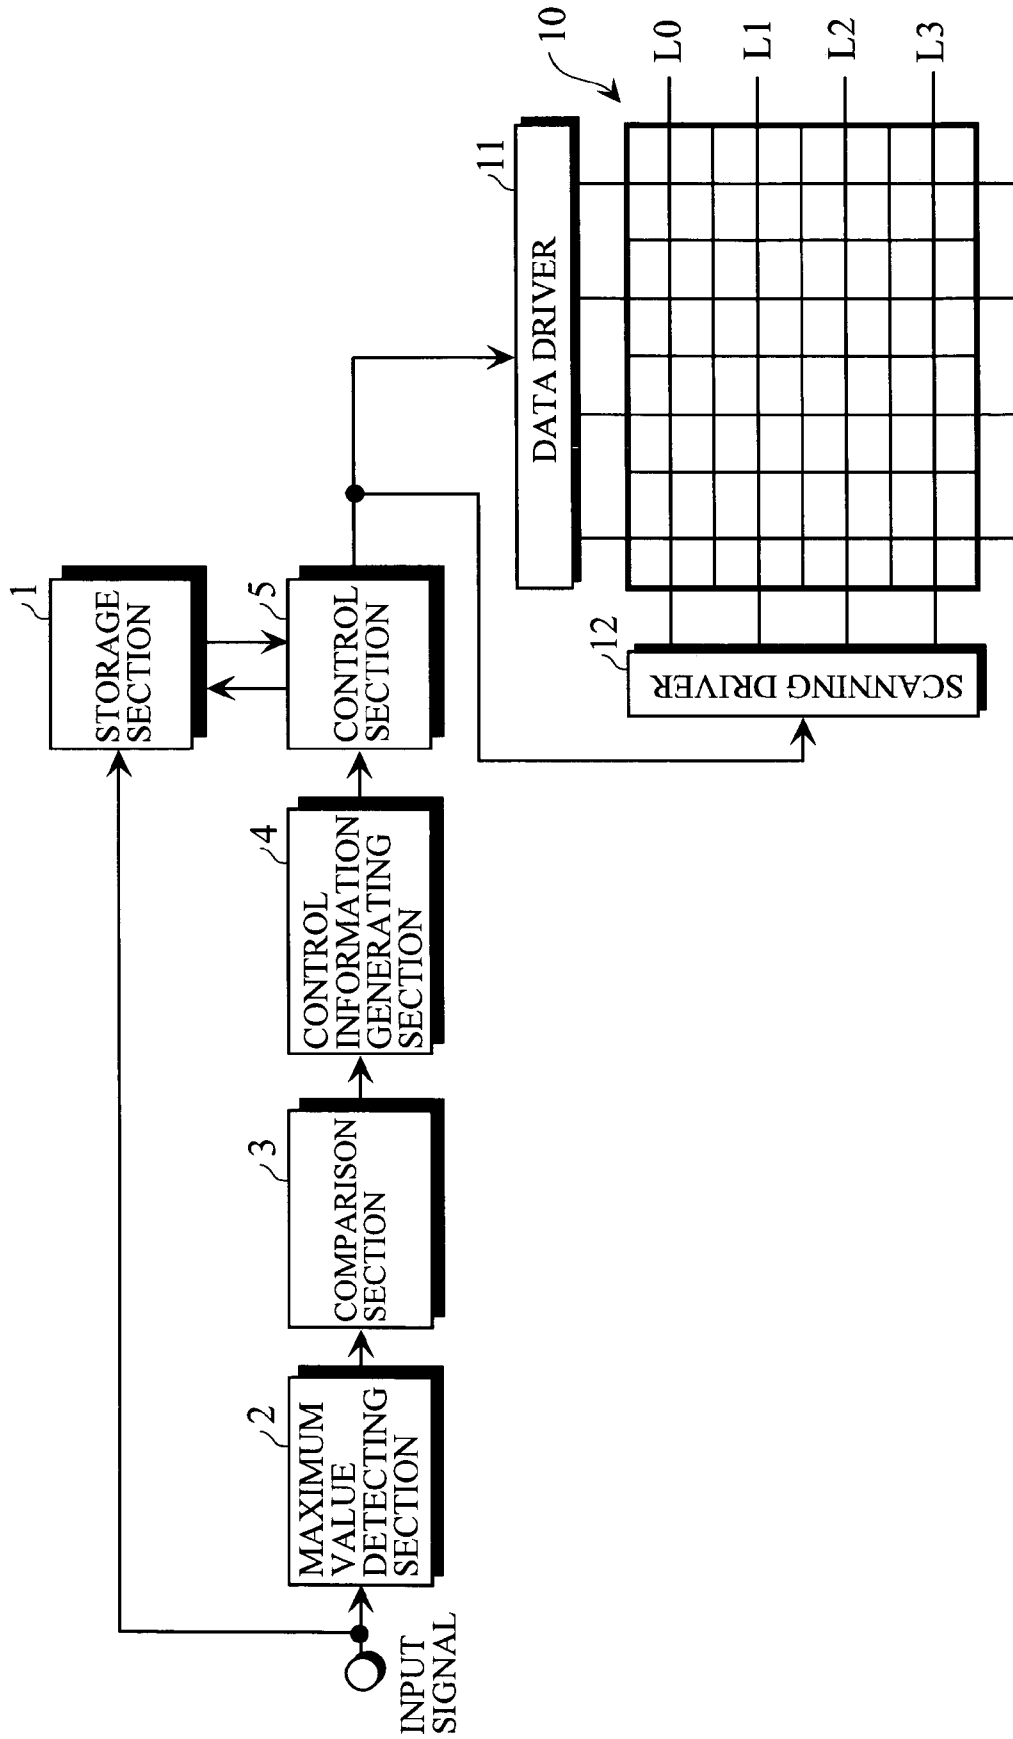 1
STORAGE
SECTION
INPUT
SIGNAL
2
MAXIMUM
VALUE
DETECTING
SECTION
3
COMPARISON
SECTION
4
CONTROL
INFORMATION
GENERATING
SECTION
5
CONTROL
SECTION
11
DATA DRIVER
10
12
SCANNING DRIVER
L0
L1
L2
L3